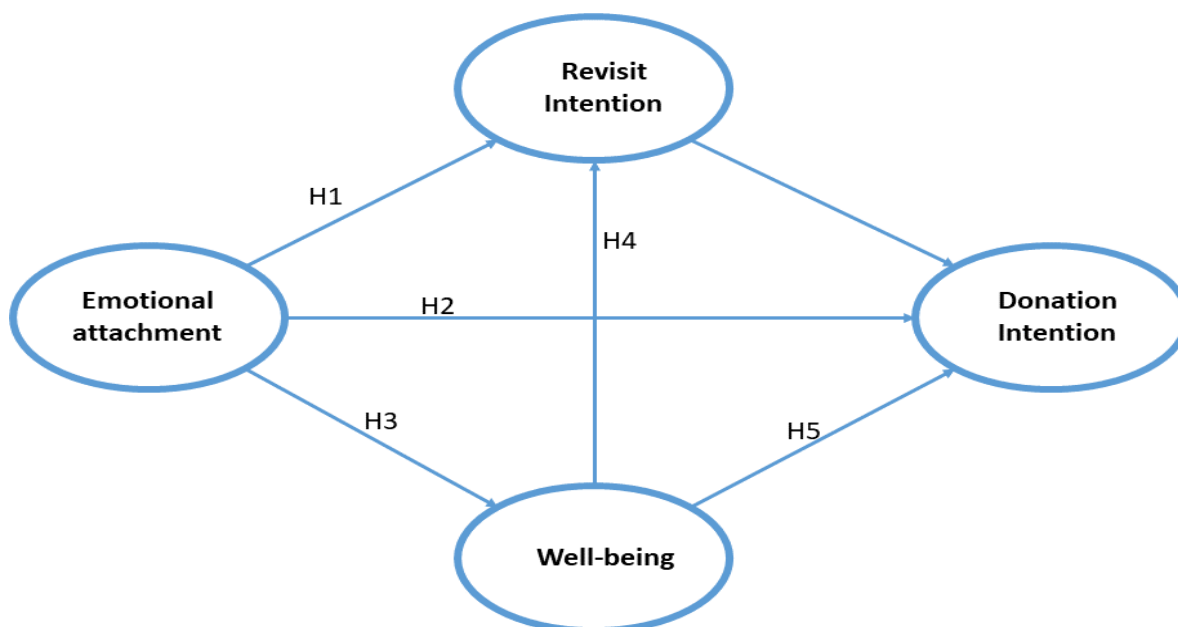 Revisit
Intention
H1
H4
Emotional
attachment
H2
Donation
Intention
H3
H5
Well-being